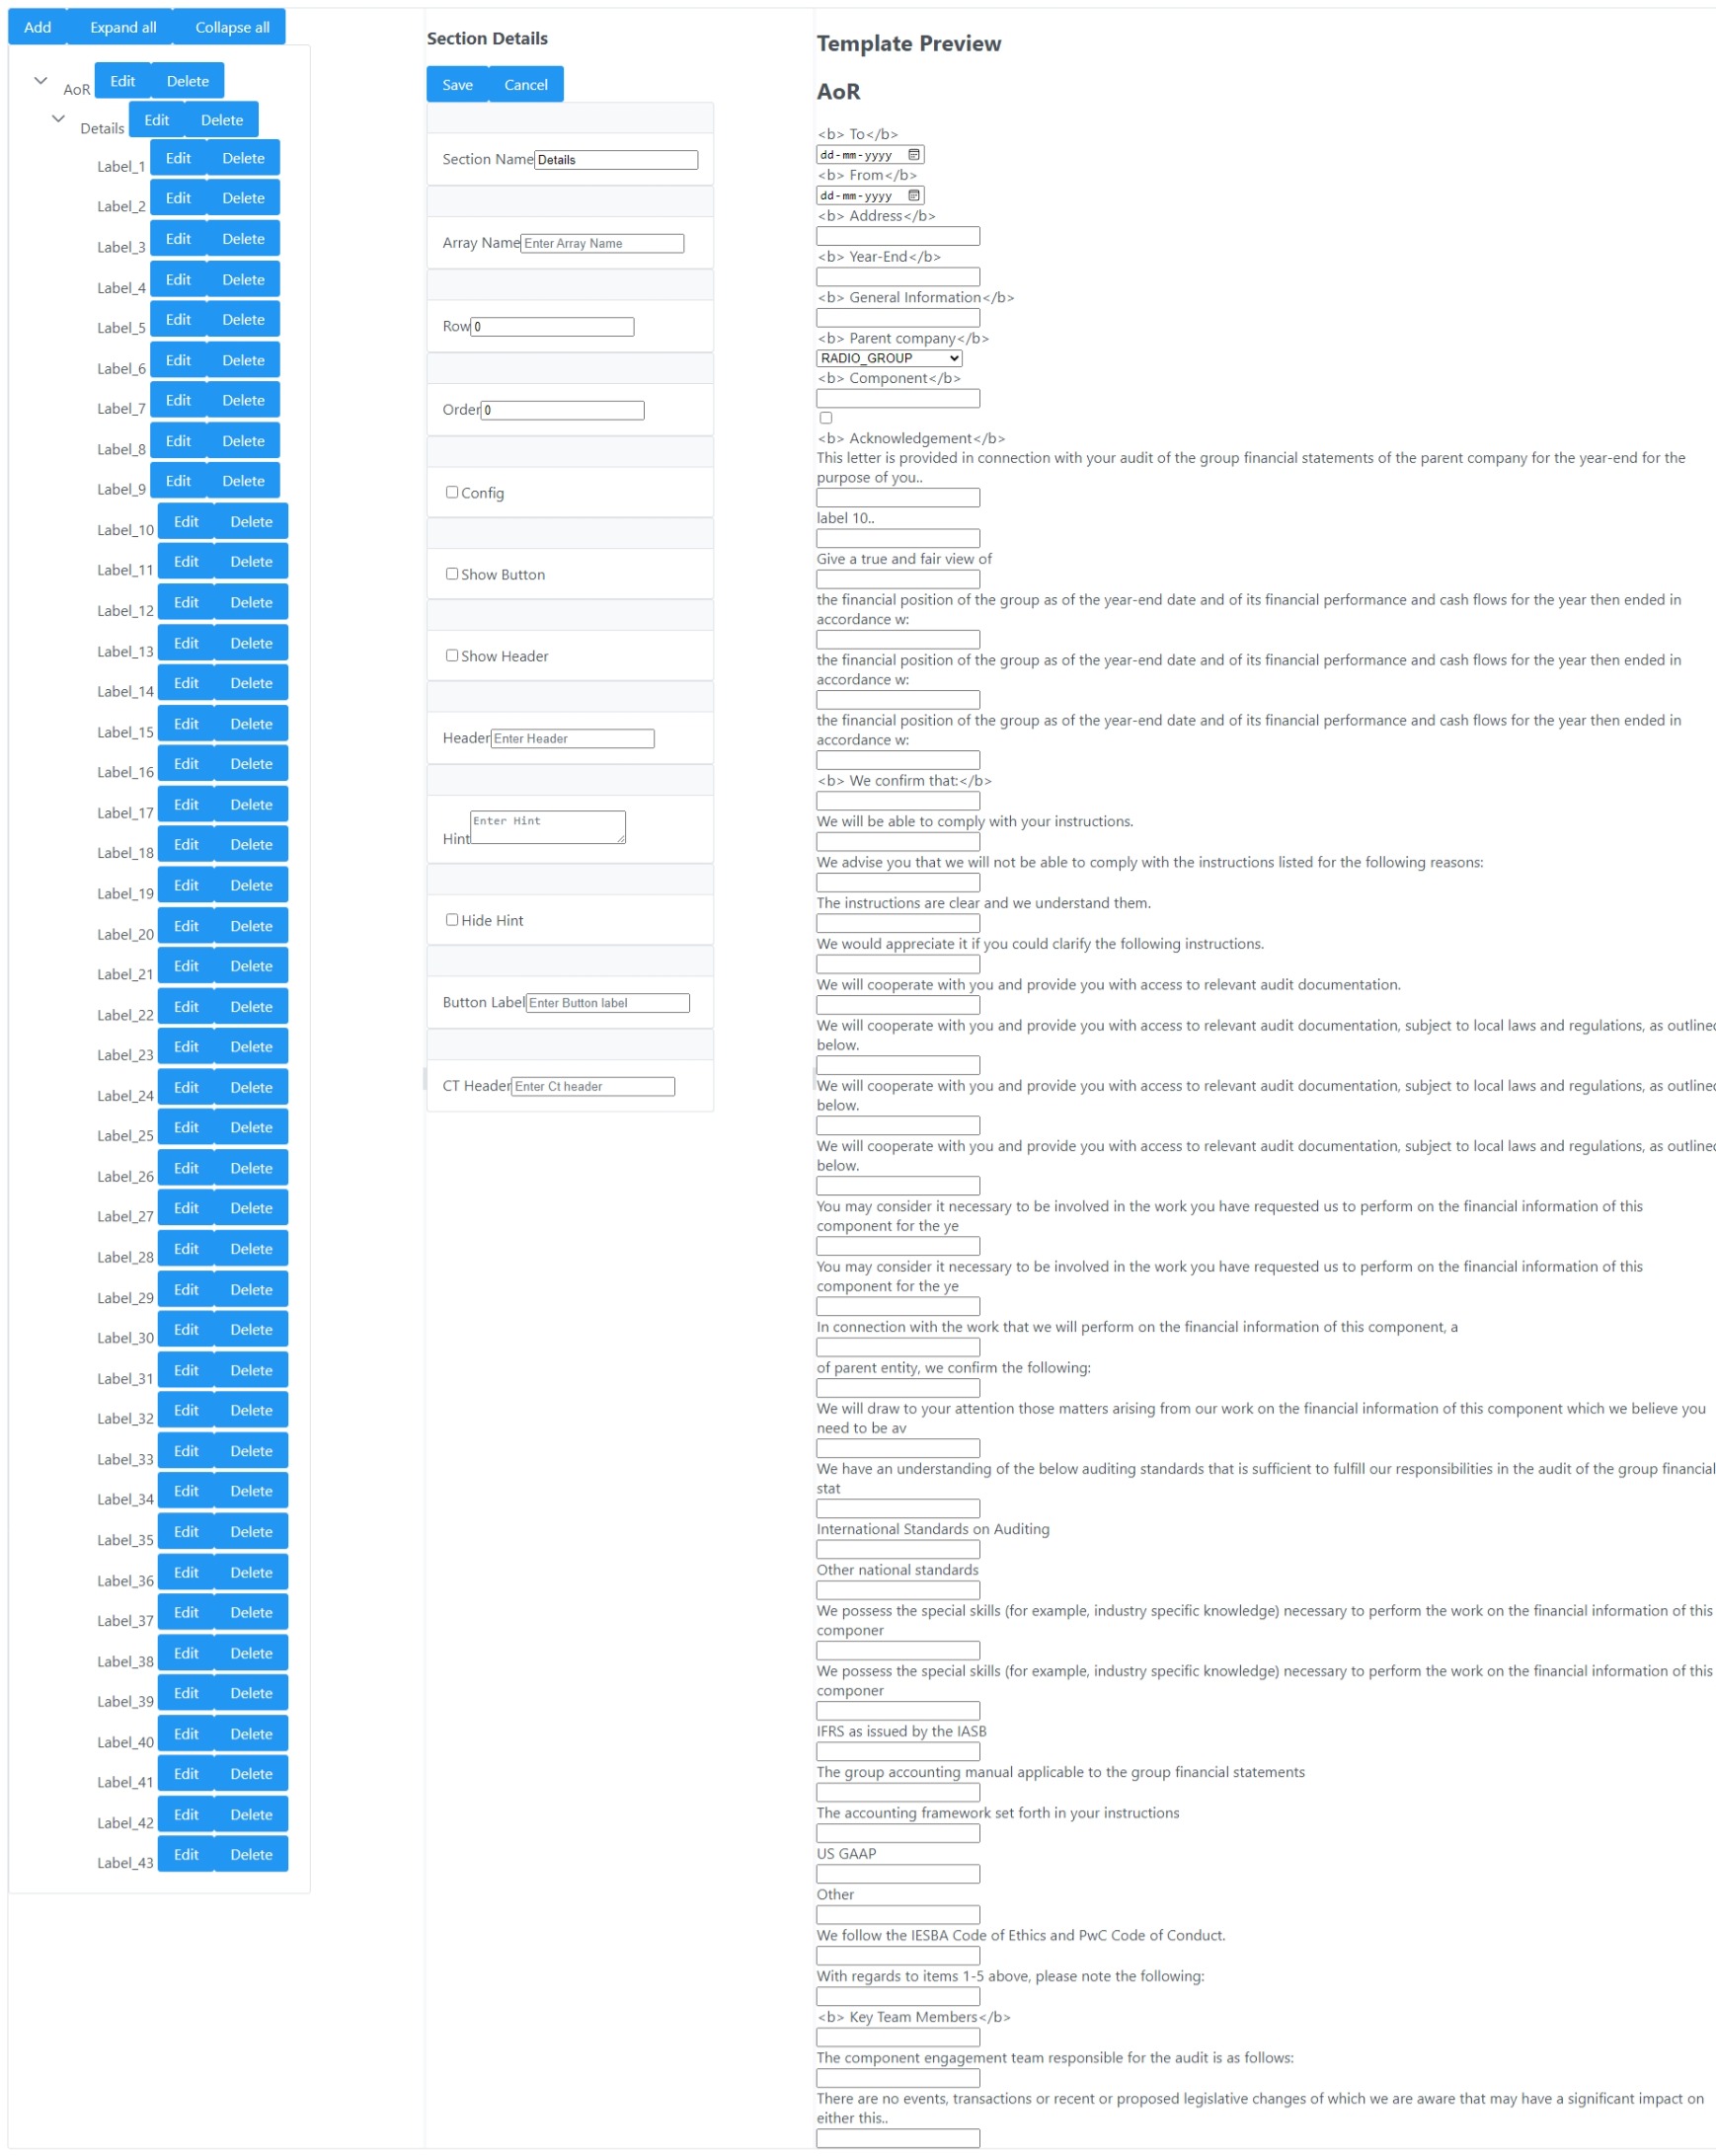 Add Expand all Collapse all
AoR Edit Delete
Details Edit Delete
Label_1 Edit Delete
Label_2 Edit Delete
Label_3 Edit Delete
Label_4 Edit Delete
Label_5 Edit Delete
Label_6 Edit Delete
Label_7 Edit Delete
Label_8 Edit Delete
Label_9 Edit Delete
Label_10 Edit Delete
Label_11 Edit Delete
Label_12 Edit Delete
Label_13 Edit Delete
Label_14 Edit Delete
Label_15 Edit Delete
Label_16 Edit Delete
Label_17 Edit Delete
Label_18 Edit Delete
Label_19 Edit Delete
Label_20 Edit Delete
Label_21 Edit Delete
Label_22 Edit Delete
Label_23 Edit Delete
Label_24 Edit Delete
Label_25 Edit Delete
Label_26 Edit Delete
Label_27 Edit Delete
Label_28 Edit Delete
Label_29 Edit Delete
Label_30 Edit Delete
Label_31 Edit Delete
Label_32 Edit Delete
Label_33 Edit Delete
Label_34 Edit Delete
Label_35 Edit Delete
Label_36 Edit Delete
Label_37 Edit Delete
Label_38 Edit Delete
Label_39 Edit Delete
Label_40 Edit Delete
Label_41 Edit Delete
Label_42 Edit Delete
Label_43 Edit Delete
Section Details
Save Cancel
Section Name Details
Array Name Enter Array Name
Row 0
Order 0
Config
Show Button
Show Header
Header Enter Header
Hint Enter Hint
Hide Hint
Button Label Enter Button label
CT Header Enter Ct header
Template Preview
AoR
<b> To</b>
dd-mm-yyyy
<b> From</b>
dd-mm-yyyy
<b> Address</b>
<b> Year-End</b>
<b> General Information</b>
<b> Parent company</b>
RADIO_GROUP
<b> Component</b>
<b> Acknowledgement</b>
This letter is provided in connection with your audit of the group financial statements of the parent company for the year-end for the
purpose of you..
label 10..
Give a true and fair view of
the financial position of the group as of the year-end date and of its financial performance and cash flows for the year then ended in
accordance w:
the financial position of the group as of the year-end date and of its financial performance and cash flows for the year then ended in
accordance w:
the financial position of the group as of the year-end date and of its financial performance and cash flows for the year then ended in
accordance w:
<b> We confirm that:</b>
We will be able to comply with your instructions.
We advise you that we will not be able to comply with the instructions listed for the following reasons:
The instructions are clear and we understand them.
We would appreciate it if you could clarify the following instructions.
We will cooperate with you and provide you with access to relevant audit documentation.
We will cooperate with you and provide you with access to relevant audit documentation, subject to local laws and regulations, as outlined
below.
We will cooperate with you and provide you with access to relevant audit documentation, subject to local laws and regulations, as outlined
below.
We will cooperate with you and provide you with access to relevant audit documentation, subject to local laws and regulations, as outlined
below.
You may consider it necessary to be involved in the work you have requested us to perform on the financial information of this
component for the ye
You may consider it necessary to be involved in the work you have requested us to perform on the financial information of this
component for the ye
In connection with the work that we will perform on the financial information of this component, a
of parent entity, we confirm the following:
We will draw to your attention those matters arising from our work on the financial information of this component which we believe you
need to be av
We have an understanding of the below auditing standards that is sufficient to fulfill our responsibilities in the audit of the group financial
stat
International Standards on Auditing
Other national standards
We possess the special skills (for example, industry specific knowledge) necessary to perform the work on the financial information of this
componer
We possess the special skills (for example, industry specific knowledge) necessary to perform the work on the financial information of this
componer
IFRS as issued by the IASB
The group accounting manual applicable to the group financial statements
The accounting framework set forth in your instructions
US GAAP
Other
We follow the IESBA Code of Ethics and PwC Code of Conduct.
With regards to items 1-5 above, please note the following:
<b> Key Team Members</b>
The component engagement team responsible for the audit is as follows:
There are no events, transactions or recent or proposed legislative changes of which we are aware that may have a significant impact on
either this..